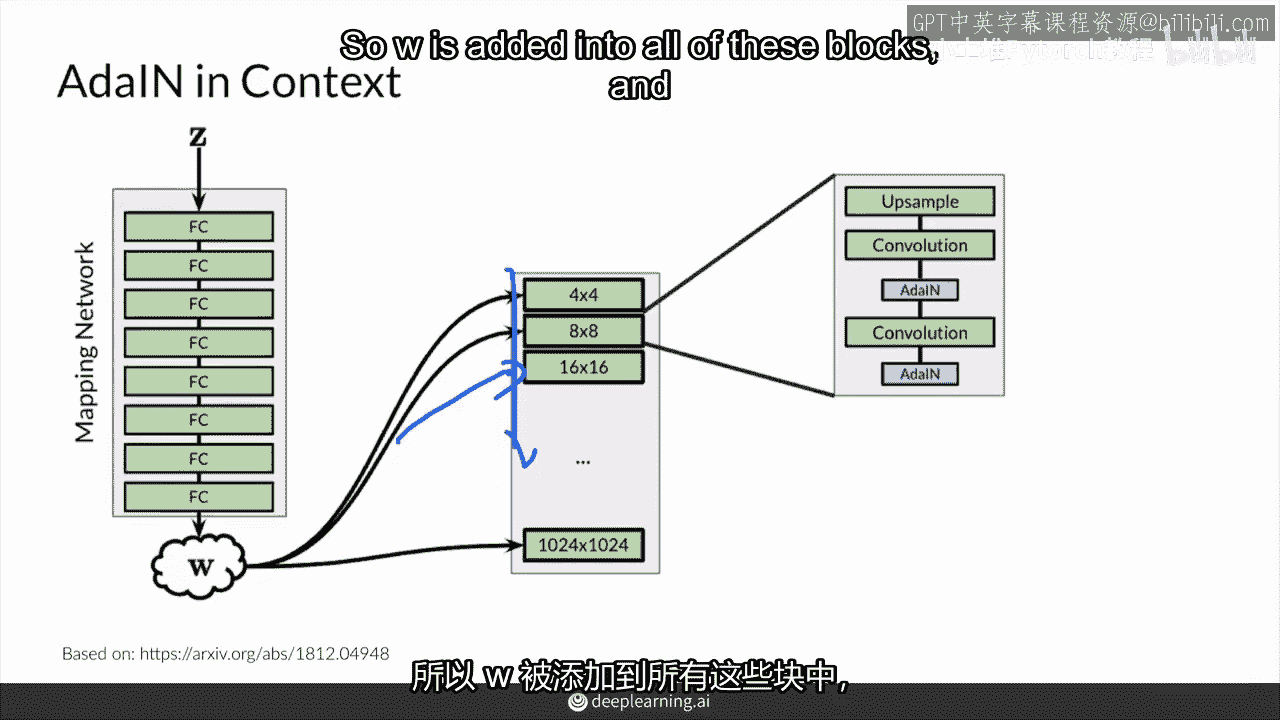 GPT中英字幕课程资源@bilibili.com
So w is added into all of these blocks,
and
AdaIN in Context
z
Mapping Network
FC
FC
FC
FC
FC
FC
FC
FC
w
4x4
8x8
16x16
...
1024x1024
Upsample
Convolution
AdaIN
Convolution
AdaIN
Based on: https://arxiv.org/abs/1812.04948
所以 w 被添加到所有这些块中,
deeplearning.ai